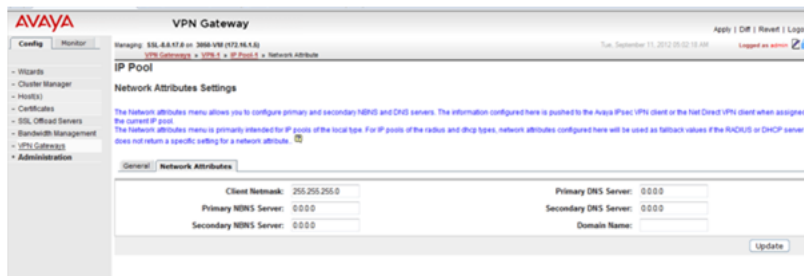 AVAYA
VPN Gateway
Apply | Diff | Revert | Logo
Config Monitor
Managing: SSL-8.0.17.0 on 3050-VM (172.16.1.5)
Tue, September 11, 2012 05:02:18 AM
Logged as admin
VPN Gateways » VPN-1 » IP Pool-1 » Network Attribute
Wizards
Cluster Manager
Host(s)
Certificates
SSL Offload Servers
Bandwidth Management
VPN Gateways
Administration
IP Pool
Network Attributes Settings
The Network attributes menu allows you to configure primary and secondary NBNS and DNS servers. The information configured here is pushed to the Avaya IPsec VPN client or the Net Direct VPN client when assigned
the current IP pool.
The Network attributes menu is primarily intended for IP pools of the local type. For IP pools of the radius and dhcp types, network attributes configured here will be used as fallback values if the RADIUS or DHCP server
does not return a specific setting for a network attribute.
General Network Attributes
Client Netmask: 255.255.255.0
Primary DNS Server: 0.0.0.0
Primary NBNS Server: 0.0.0.0
Secondary DNS Server: 0.0.0.0
Secondary NBNS Server: 0.0.0.0
Domain Name:
Update